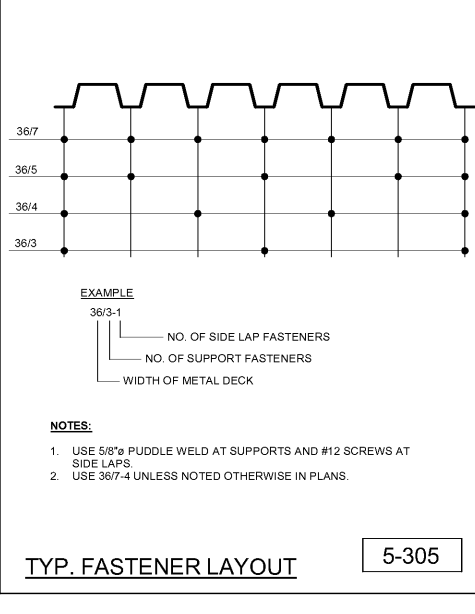 36/7
36/5
36/4
36/3
EXAMPLE
36/3-1
NO. OF SIDE LAP FASTENERS
NO. OF SUPPORT FASTENERS
WIDTH OF METAL DECK
NOTES:
1. USE 5/8"ø PUDDLE WELD AT SUPPORTS AND #12 SCREWS AT
SIDE LAPS.
2. USE 36/7-4 UNLESS NOTED OTHERWISE IN PLANS.
TYP. FASTENER LAYOUT
5-305